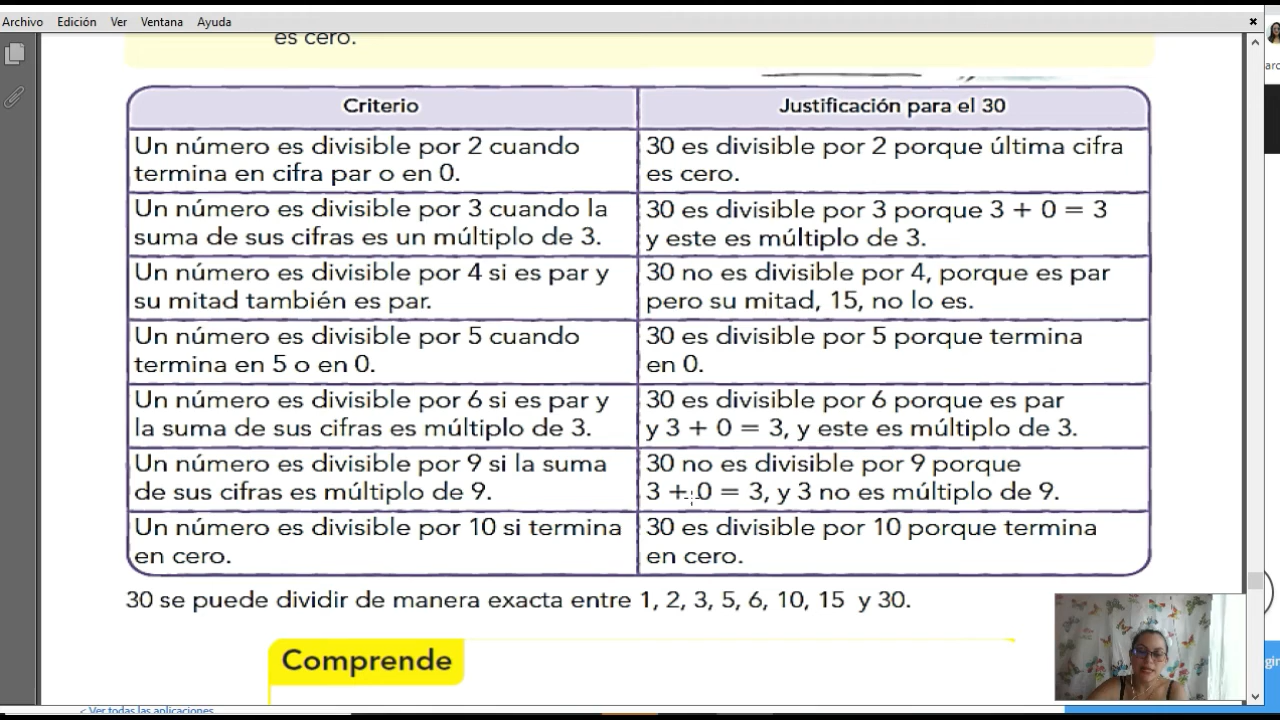 Archivo Edición Ver Ventana Ayuda
es cero.
Criterio
Justificación para el 30
Un número es divisible por 2 cuando
termina en cifra par o en 0.
30 es divisible por 2 porque última cifra
es cero.
Un número es divisible por 3 cuando la
suma de sus cifras es un múltiplo de 3.
30 es divisible por 3 porque 3 + 0 = 3
y este es múltiplo de 3.
Un número es divisible por 4 si es par y
su mitad también es par.
30 no es divisible por 4, porque es par
pero su mitad, 15, no lo es.
Un número es divisible por 5 cuando
termina en 5 o en 0.
30 es divisible por 5 porque termina
en 0.
Un número es divisible por 6 si es par y
la suma de sus cifras es múltiplo de 3.
30 es divisible por 6 porque es par
y 3 + 0 = 3, y este es múltiplo de 3.
Un número es divisible por 9 si la suma
de sus cifras es múltiplo de 9.
30 no es divisible por 9 porque
3 + 0 = 3, y 3 no es múltiplo de 9.
Un número es divisible por 10 si termina
en cero.
30 es divisible por 10 porque termina
en cero.
30 se puede dividir de manera exacta entre 1, 2, 3, 5, 6, 10, 15 y 30.
Comprende
< Ver todas las aplicaciones